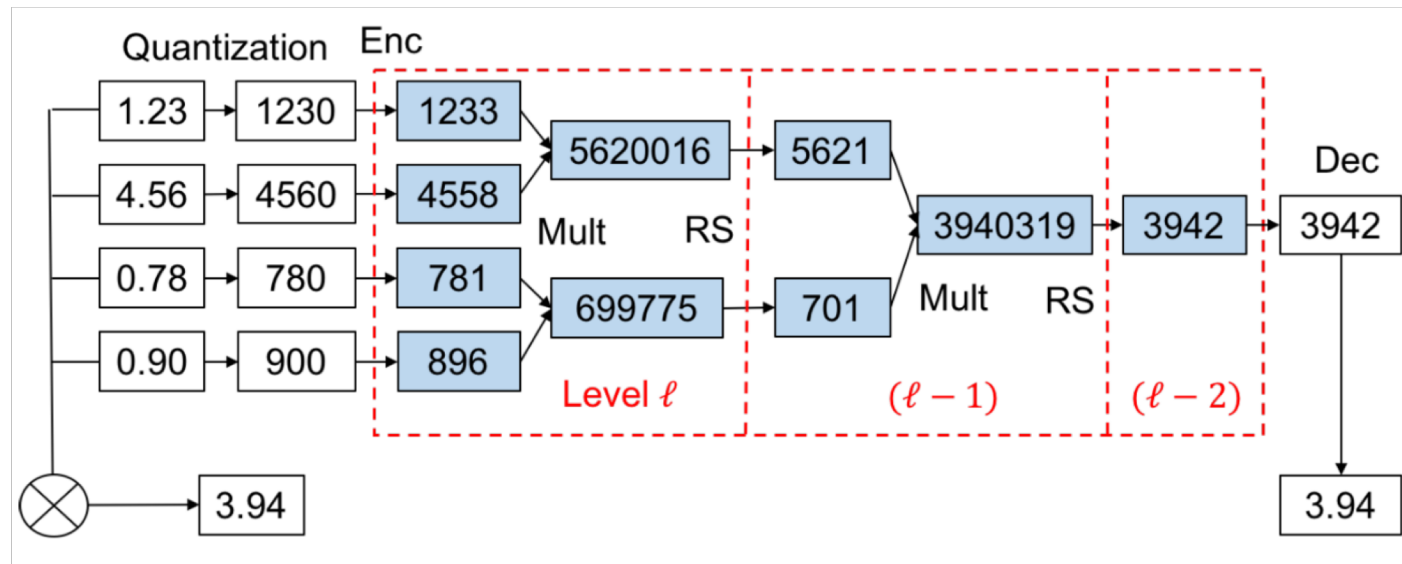 Quantization
Enc
1.23
1230
1233
4.56
4560
4558
5620016
5621
Mult
RS
0.78
780
781
0.90
900
896
699775
701
Level ℓ
3940319
Mult
RS
(ℓ − 1)
3942
(ℓ − 2)
Dec
3942
3.94
3.94